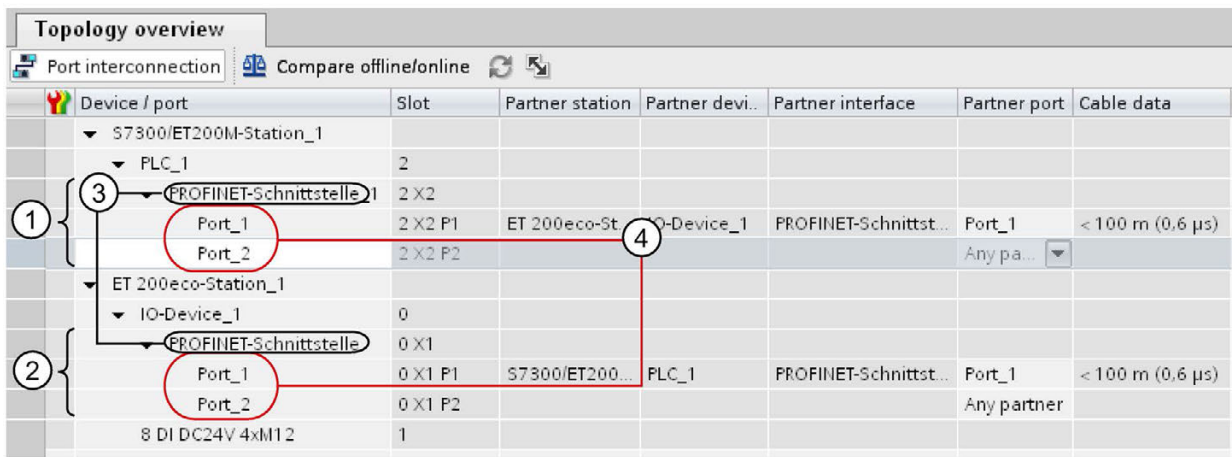 Topology overview
Port interconnection Compare offline/online
Device / port Slot Partner station Partner devi.. Partner interface Partner port Cable data
S7300/ET200M-Station_1
PLC_1 2
3 PROFINET-Schnittstelle_1 2 X2
1 Port_1 2 X2 P1 ET 200eco-St... IO-Device_1 PROFINET-Schnittst... Port_1 < 100 m (0,6 µs)
4
Port_2 2 X2 P2 Any pa...
ET 200eco-Station_1
IO-Device_1 0
PROFINET-Schnittstelle 0 X1
2 Port_1 0 X1 P1 S7300/ET200... PLC_1 PROFINET-Schnittst... Port_1 < 100 m (0,6 µs)
Port_2 0 X1 P2 Any partner
8 DI DC24V 4xM12 1